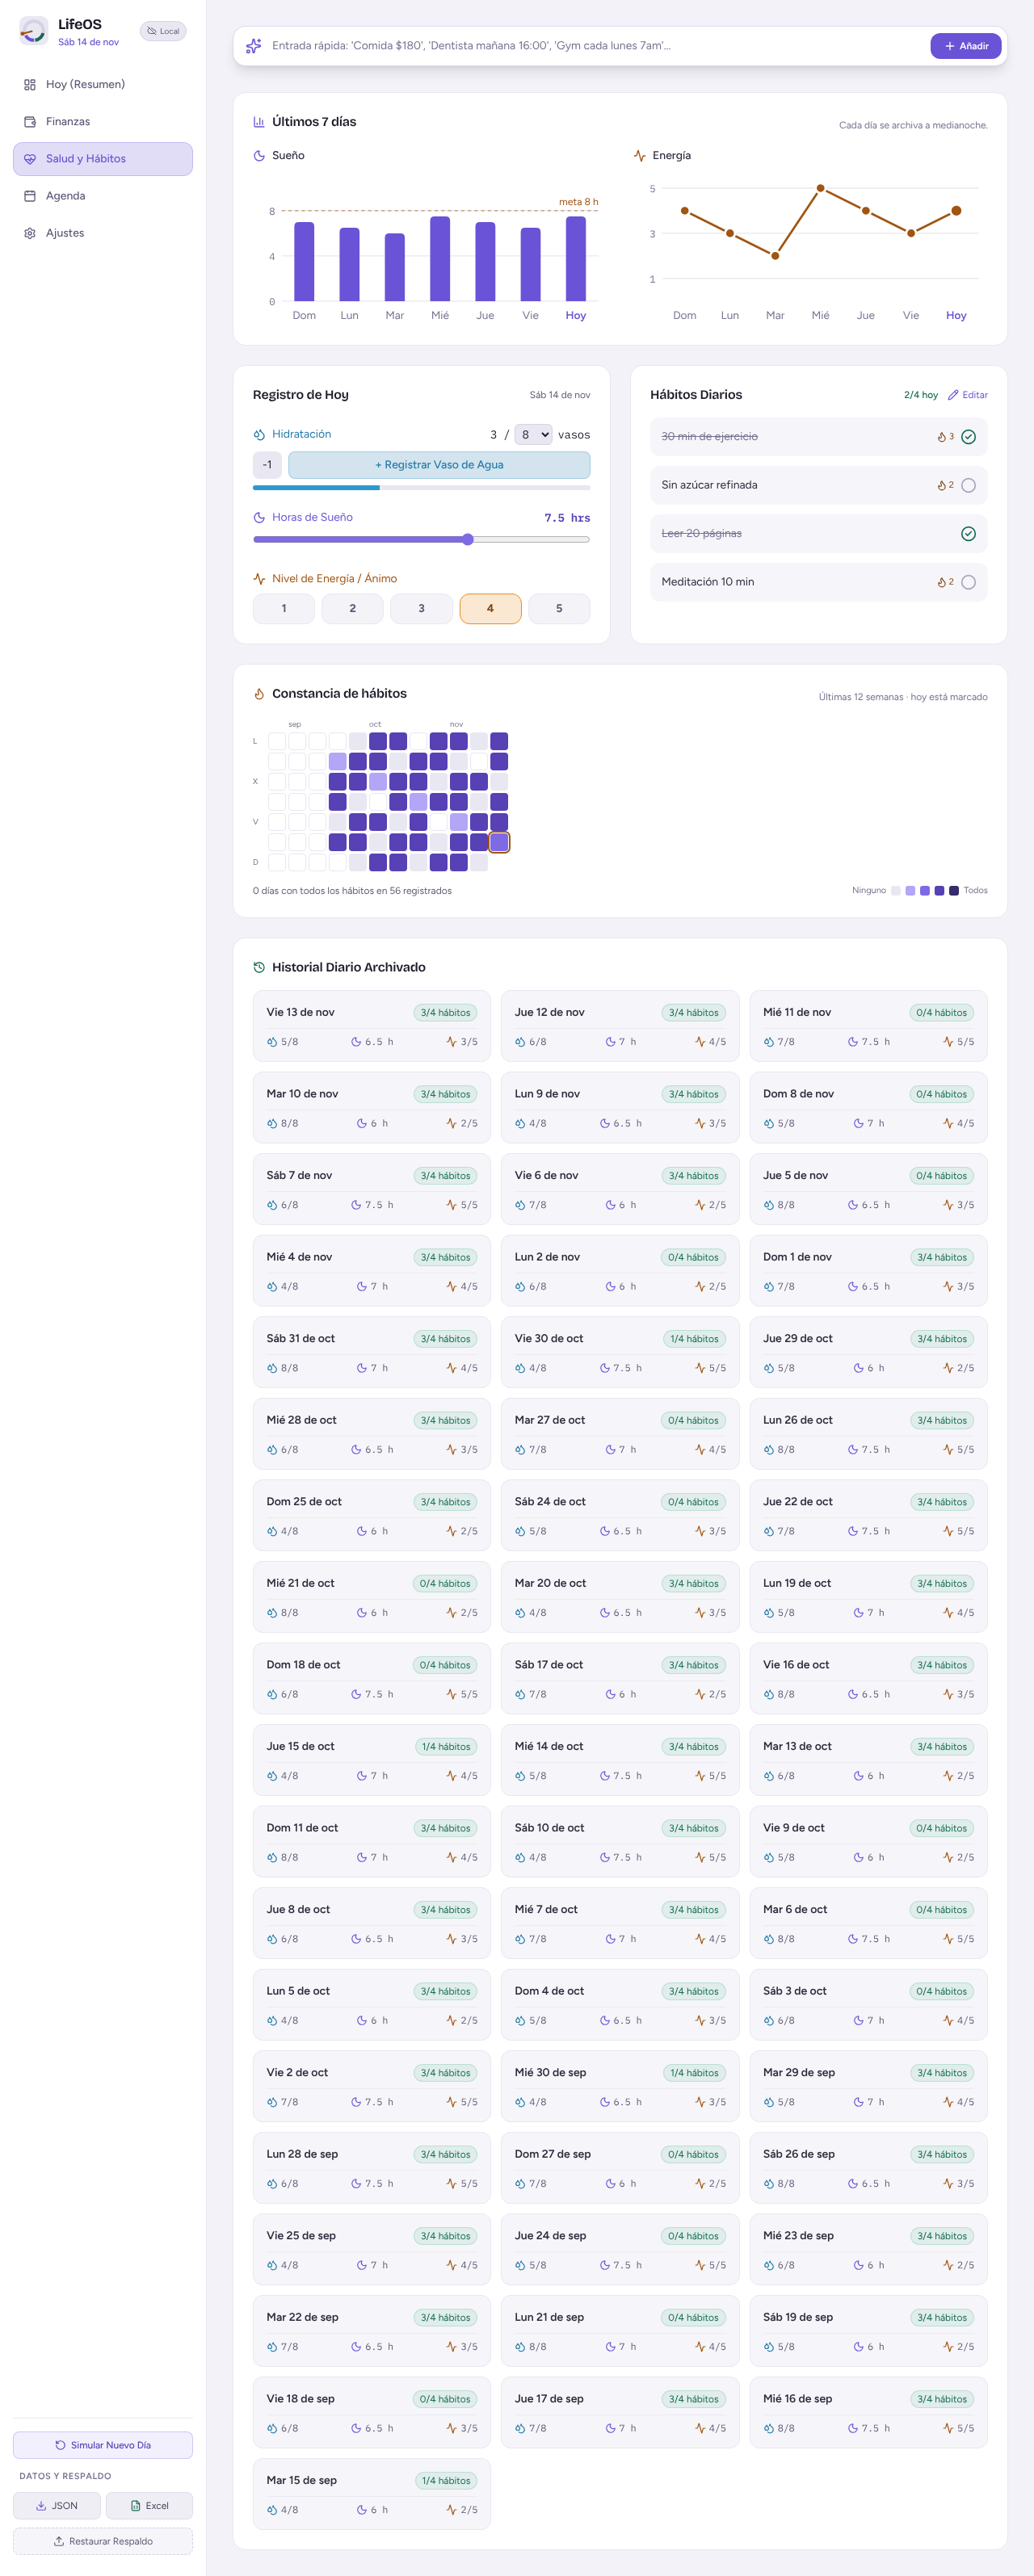 LifeOS
Sáb 14 de nov
Local
Hoy (Resumen)
Finanzas
Salud y Hábitos
Agenda
Ajustes
Simular Nuevo Día
DATOS Y RESPALDO
JSON Excel
Restaurar Respaldo
Entrada rápida: 'Comida $180', 'Dentista mañana 16:00', 'Gym cada lunes 7am'...
+ Añadir
Últimos 7 días
Cada día se archiva a medianoche.
Sueño
meta 8 h
8
4
0
Dom Lun Mar Mié Jue Vie Hoy
Energía
5
3
1
Dom Lun Mar Mié Jue Vie Hoy
Registro de Hoy
Sáb 14 de nov
Hidratación 3 / 8 vasos
-1 + Registrar Vaso de Agua
Horas de Sueño 7.5 hrs
Nivel de Energía / Ánimo
1 2 3 4 5
Hábitos Diarios 2/4 hoy Editar
30 min de ejercicio 3
Sin azúcar refinada 2
Leer 20 páginas
Meditación 10 min 2
Constancia de hábitos
Últimas 12 semanas · hoy está marcado
sep oct nov
L
X
V
D
0 días con todos los hábitos en 56 registrados
Ninguno Todos
Historial Diario Archivado
Vie 13 de nov 3/4 hábitos Jue 12 de nov 3/4 hábitos Mié 11 de nov 0/4 hábitos
5/8 6.5 h 3/5 6/8 7 h 4/5 7/8 7.5 h 5/5
Mar 10 de nov 3/4 hábitos Lun 9 de nov 3/4 hábitos Dom 8 de nov 0/4 hábitos
8/8 6 h 2/5 4/8 6.5 h 3/5 5/8 7 h 4/5
Sáb 7 de nov 3/4 hábitos Vie 6 de nov 3/4 hábitos Jue 5 de nov 0/4 hábitos
6/8 7.5 h 5/5 7/8 6 h 2/5 8/8 6.5 h 3/5
Mié 4 de nov 3/4 hábitos Lun 2 de nov 0/4 hábitos Dom 1 de nov 3/4 hábitos
4/8 7 h 4/5 6/8 6 h 2/5 7/8 6.5 h 3/5
Sáb 31 de oct 3/4 hábitos Vie 30 de oct 1/4 hábitos Jue 29 de oct 3/4 hábitos
8/8 7 h 4/5 4/8 7.5 h 5/5 5/8 6 h 2/5
Mié 28 de oct 3/4 hábitos Mar 27 de oct 0/4 hábitos Lun 26 de oct 3/4 hábitos
6/8 6.5 h 3/5 7/8 7 h 4/5 8/8 7.5 h 5/5
Dom 25 de oct 3/4 hábitos Sáb 24 de oct 0/4 hábitos Jue 22 de oct 3/4 hábitos
4/8 6 h 2/5 5/8 6.5 h 3/5 7/8 7.5 h 5/5
Mié 21 de oct 0/4 hábitos Mar 20 de oct 3/4 hábitos Lun 19 de oct 3/4 hábitos
8/8 6 h 2/5 4/8 6.5 h 3/5 5/8 7 h 4/5
Dom 18 de oct 0/4 hábitos Sáb 17 de oct 3/4 hábitos Vie 16 de oct 3/4 hábitos
6/8 7.5 h 5/5 7/8 6 h 2/5 8/8 6.5 h 3/5
Jue 15 de oct 1/4 hábitos Mié 14 de oct 3/4 hábitos Mar 13 de oct 3/4 hábitos
4/8 7 h 4/5 5/8 7.5 h 5/5 6/8 6 h 2/5
Dom 11 de oct 3/4 hábitos Sáb 10 de oct 3/4 hábitos Vie 9 de oct 0/4 hábitos
8/8 7 h 4/5 4/8 7.5 h 5/5 5/8 6 h 2/5
Jue 8 de oct 3/4 hábitos Mié 7 de oct 3/4 hábitos Mar 6 de oct 0/4 hábitos
6/8 6.5 h 3/5 7/8 7 h 4/5 8/8 7.5 h 5/5
Lun 5 de oct 3/4 hábitos Dom 4 de oct 3/4 hábitos Sáb 3 de oct 0/4 hábitos
4/8 6 h 2/5 5/8 6.5 h 3/5 6/8 7 h 4/5
Vie 2 de oct 3/4 hábitos Mié 30 de sep 1/4 hábitos Mar 29 de sep 3/4 hábitos
7/8 7.5 h 5/5 4/8 6.5 h 3/5 5/8 7 h 4/5
Lun 28 de sep 3/4 hábitos Dom 27 de sep 0/4 hábitos Sáb 26 de sep 3/4 hábitos
6/8 7.5 h 5/5 7/8 6 h 2/5 8/8 6.5 h 3/5
Vie 25 de sep 3/4 hábitos Jue 24 de sep 0/4 hábitos Mié 23 de sep 3/4 hábitos
4/8 7 h 4/5 5/8 7.5 h 5/5 6/8 6 h 2/5
Mar 22 de sep 3/4 hábitos Lun 21 de sep 0/4 hábitos Sáb 19 de sep 3/4 hábitos
7/8 6.5 h 3/5 8/8 7 h 4/5 5/8 6 h 2/5
Vie 18 de sep 0/4 hábitos Jue 17 de sep 3/4 hábitos Mié 16 de sep 3/4 hábitos
6/8 6.5 h 3/5 7/8 7 h 4/5 8/8 7.5 h 5/5
Mar 15 de sep 1/4 hábitos
4/8 6 h 2/5